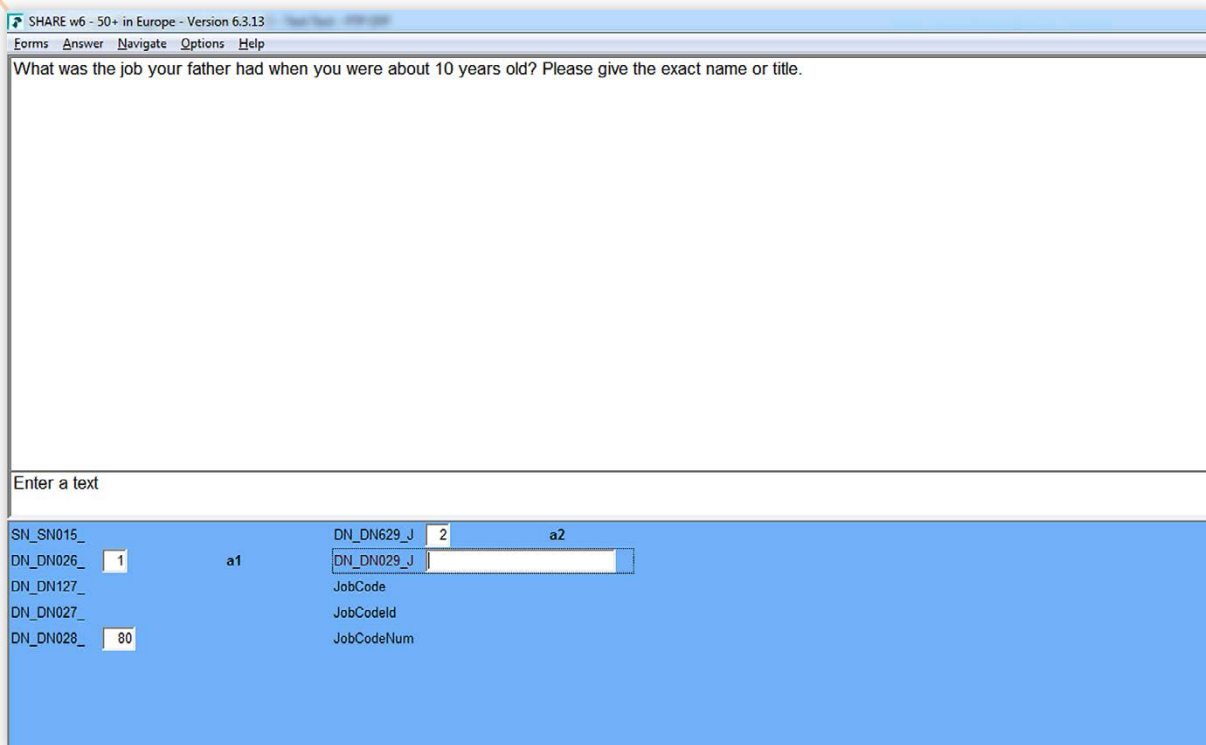 SHARE w6 - 50+ in Europe - Version 6.3.13
Forms Answer Navigate Options Help
What was the job your father had when you were about 10 years old? Please give the exact name or title.
Enter a text
SN_SN015_ DN_DN629_J 2 a2
DN_DN026_ 1 a1 DN_DN029_J
DN_DN127_ JobCode
DN_DN027_ JobCodeId
DN_DN028_ 80 JobCodeNum